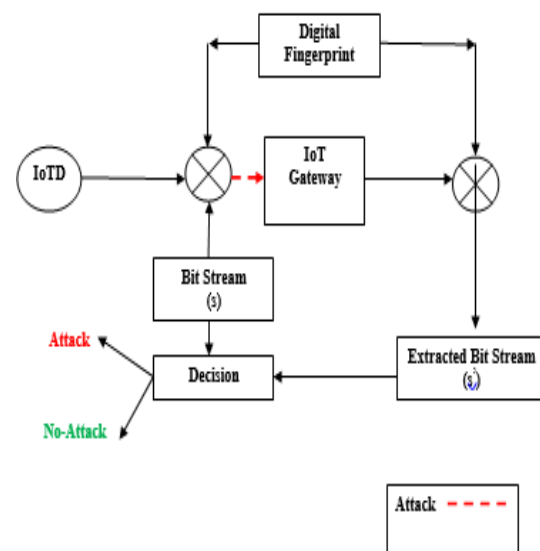 Digital
Fingerprint
IoTD
IoT
Gateway
Bit Stream
(s)
Attack
Decision
Extracted Bit Stream
(s)
No-Attack
Attack